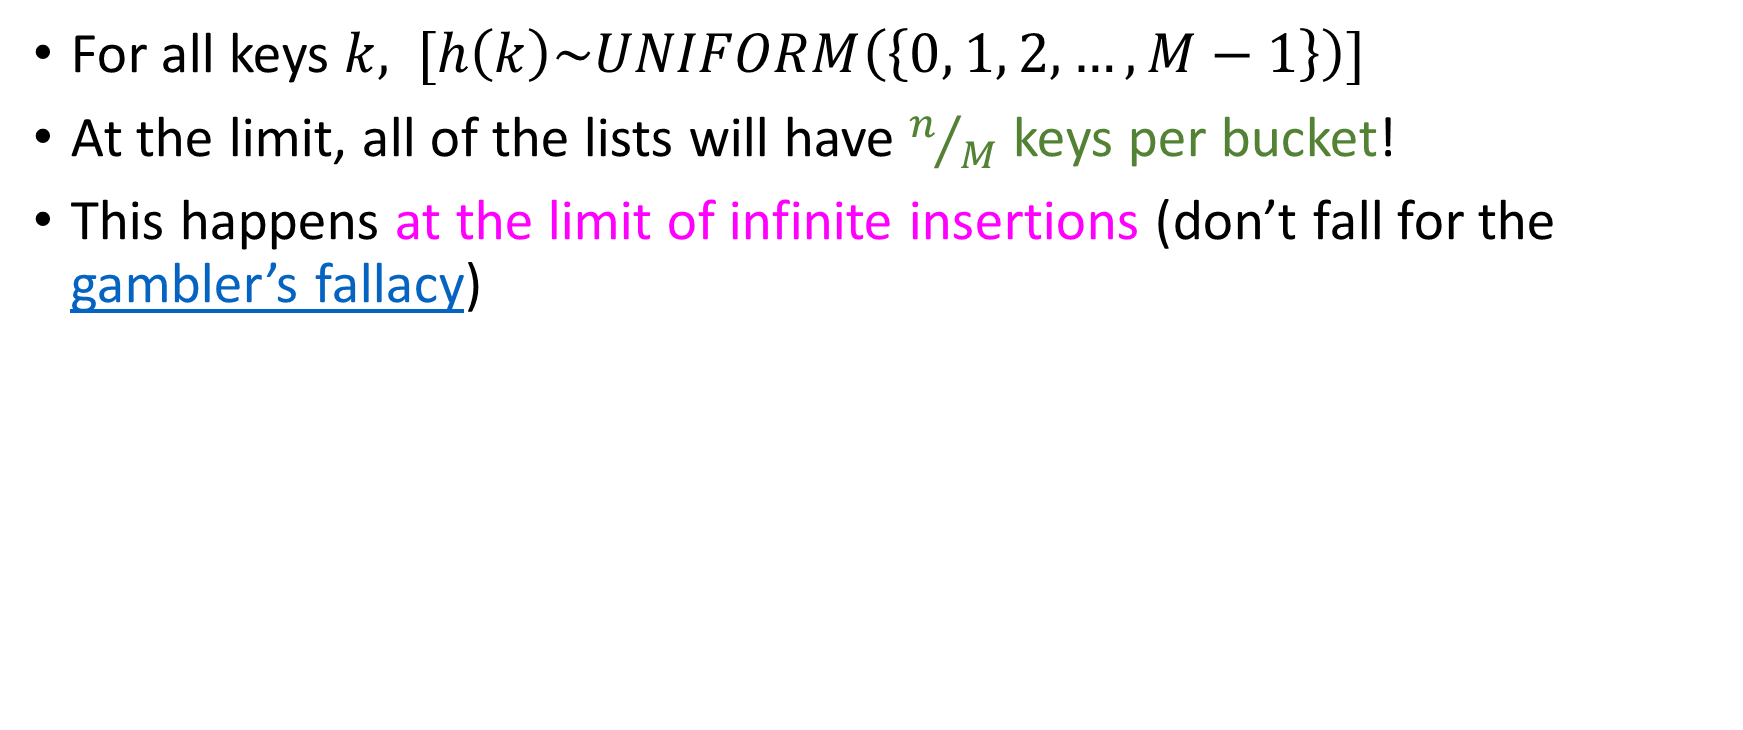 • For all keys 𝑘, [ℎ(𝑘)~𝑈𝑁𝐼𝐹𝑂𝑅𝑀({0, 1, 2, … , 𝑀 − 1})]
• At the limit, all of the lists will have 𝑛/𝑀 keys per bucket!
• This happens at the limit of infinite insertions (don’t fall for the
gambler’s fallacy)